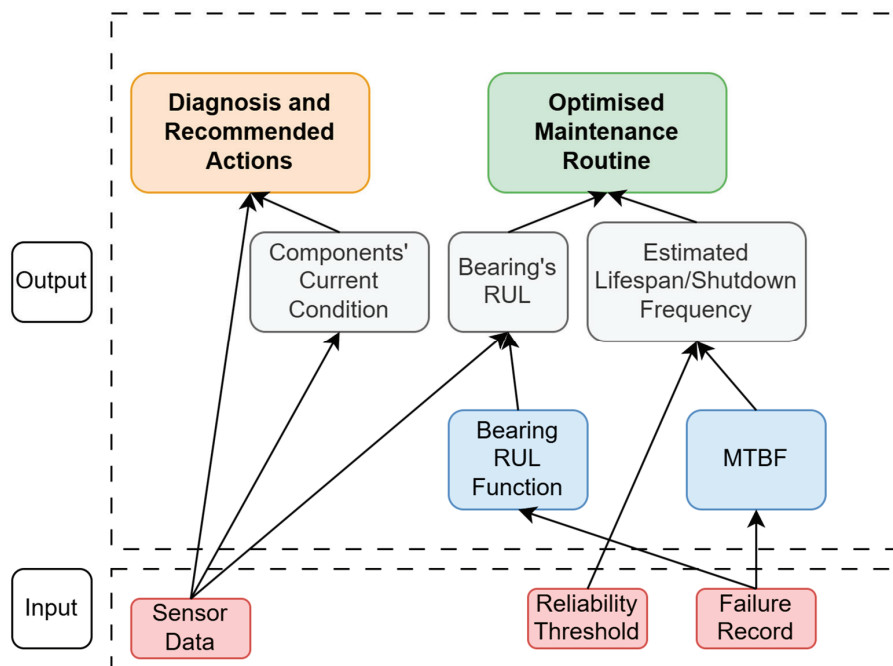 Diagnosis and
Recommended
Actions
Optimised
Maintenance
Routine
Output
Components'
Current
Condition
Bearing's
RUL
Estimated
Lifespan/Shutdown
Frequency
Bearing
RUL
Function
MTBF
Input
Sensor
Data
Reliability
Threshold
Failure
Record